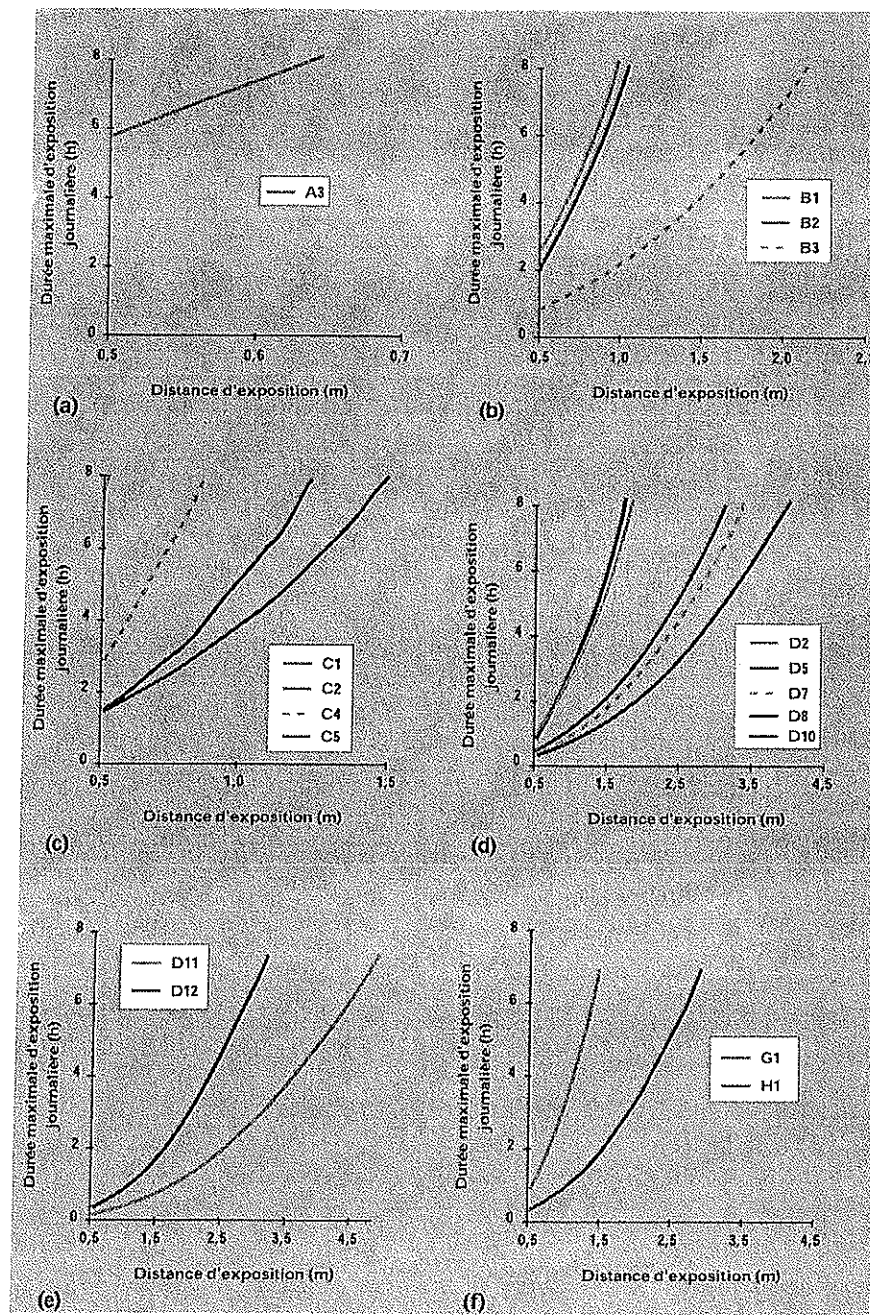 Durée maximale d'exposition
journalière (h)
8
6
4
2
0
A3
0.5
0.6
0.7
Distance d'exposition (m)
(a)
Durée maximale d'exposition
journalière (h)
8
6
4
2
0
B1
B2
B3
0.5
1.0
1.5
2.0
2.
Distance d'exposition (m)
(b)
Durée maximale d'exposition
journalière (h)
8
6
4
2
0
C1
C2
C4
C5
0,5
1,0
1,5
Distance d'exposition (m)
(c)
Durée maximale d'exposition
journalière (h)
8
6
4
2
0
D2
D5
D7
D8
D10
0,5
1,5
2,5
3,5
4,5
Distance d'exposition (m)
(d)
Durée maximale d'exposition
journalière (h)
8
6
4
2
0
D11
D12
0,5
1,5
2,5
3,5
4,5
Distance d'exposition (m)
(e)
Durée maximale d'exposition
journalière (h)
8
6
4
2
0
G1
H1
0,5
1,5
2,5
3,5
4,5
Distance d'exposition (m)
(f)